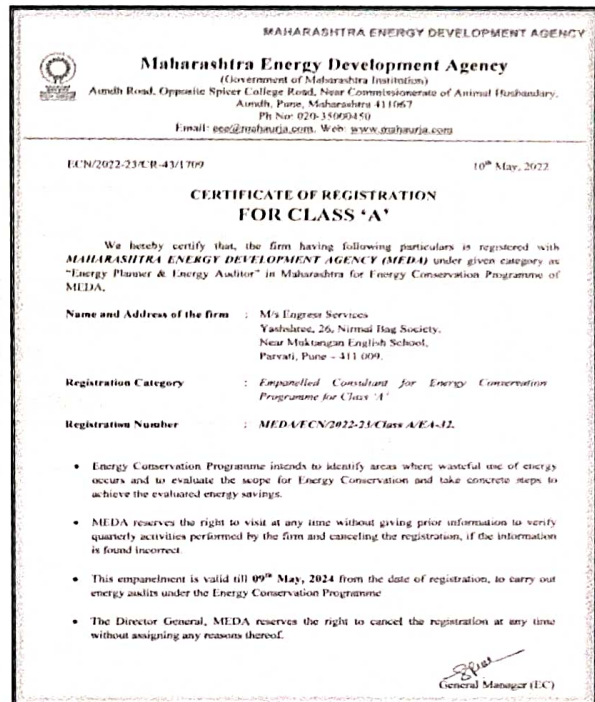 MAHARASHTRA ENERGY DEVELOPMENT AGENCY
Maharashtra Energy Development Agency
(Government of Maharashtra Institution)
Aundh Road, Opposite Spicer College Road, Near Commissionerate of Animal Husbandary,
Aundh, Pune, Maharashtra 411067
Ph No: 020-35000450
Email: eee@mahaurja.com, Web: www.mahaurja.com
ECN/2022-23/CR-43/1709 10th May, 2022
CERTIFICATE OF REGISTRATION
FOR CLASS ‘A’
We hereby certify that, the firm having following particulars is registered with
MAHARASHTRA ENERGY DEVELOPMENT AGENCY (MEDA) under given category as
“Energy Planner & Energy Auditor” in Maharashtra for Energy Conservation Programme of
MEDA.
Name and Address of the firm : M/s Engress Services
Yashshree, 26, Nirmal Bag Society,
Near Muktangan English School,
Parvati, Pune – 411 009.
Registration Category : Empanelled Consultant for Energy Conservation
Programme for Class ‘A’
Registration Number : MEDA/ECN/2022-23/Class A/EA-32.
• Energy Conservation Programme intends to identify areas where wasteful use of energy
occurs and to evaluate the scope for Energy Conservation and take concrete steps to
achieve the evaluated energy savings.
• MEDA reserves the right to visit at any time without giving prior information to verify
quarterly activities performed by the firm and canceling the registration, if the information
is found incorrect.
• This empanelment is valid till 09th May, 2024 from the date of registration, to carry out
energy audits under the Energy Conservation Programme
• The Director General, MEDA reserves the right to cancel the registration at any time
without assigning any reasons thereof.
General Manager (EC)